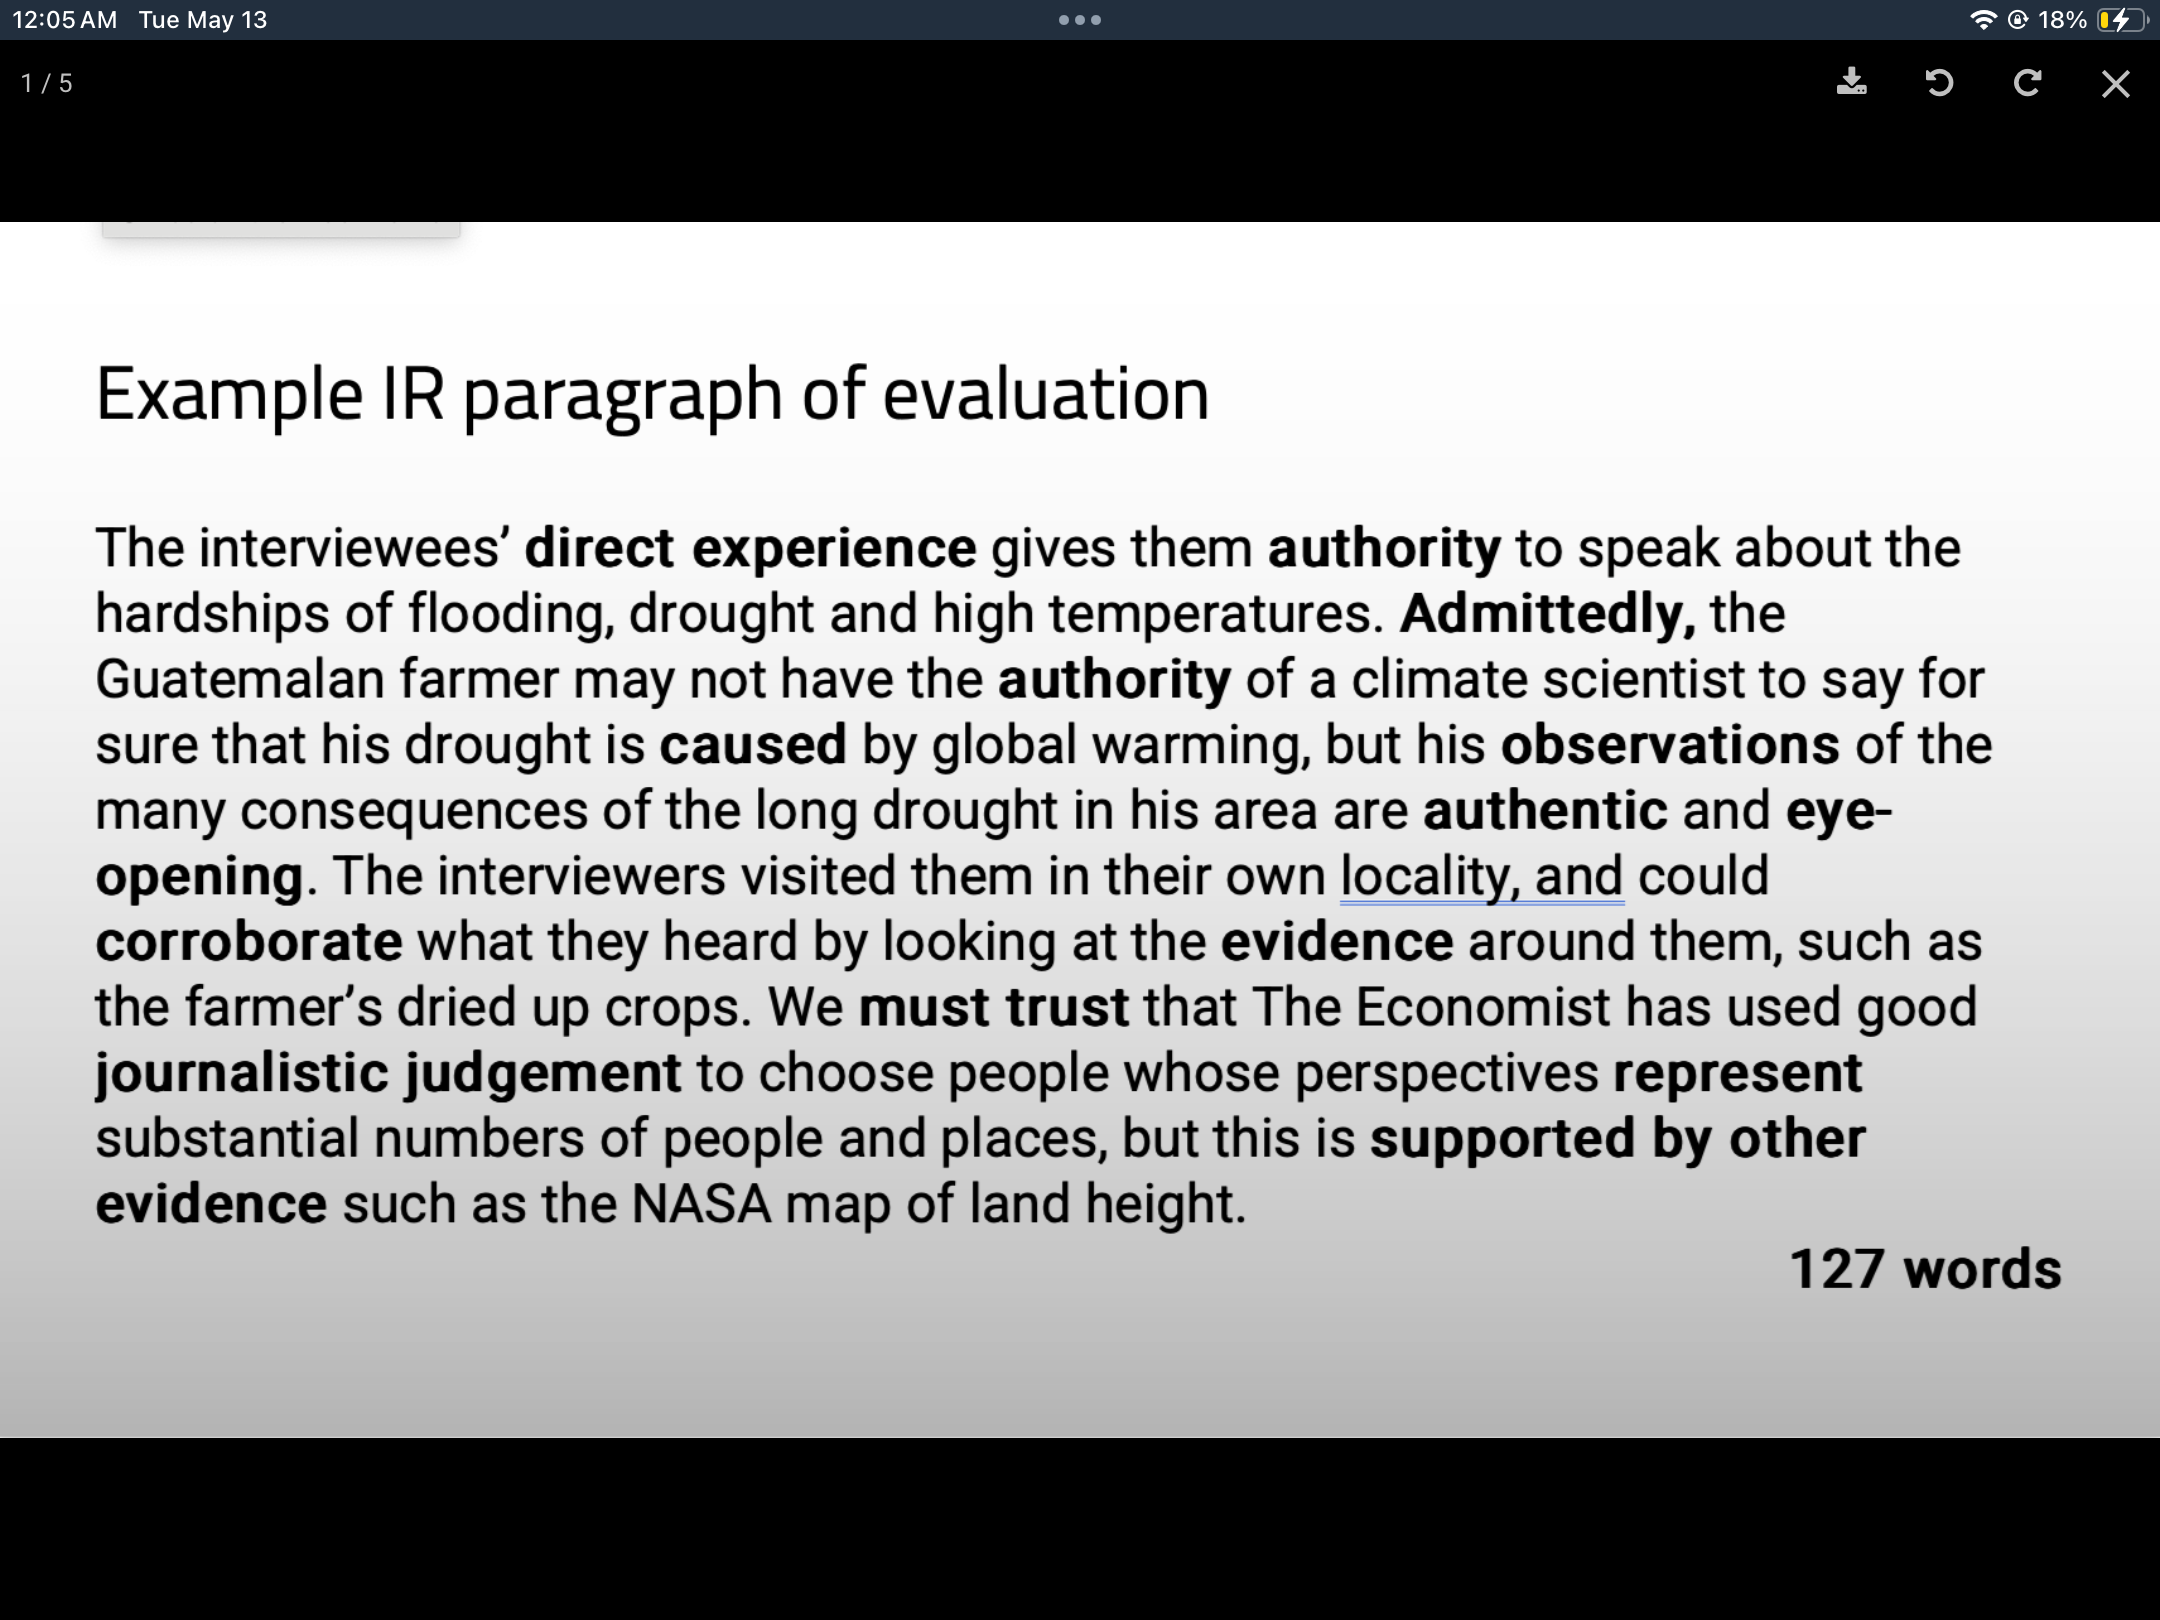 12:05 AM Tue May 13
18%
1 / 5
Example IR paragraph of evaluation
The interviewees’ direct experience gives them authority to speak about the
hardships of flooding, drought and high temperatures. Admittedly, the
Guatemalan farmer may not have the authority of a climate scientist to say for
sure that his drought is caused by global warming, but his observations of the
many consequences of the long drought in his area are authentic and eye-
opening. The interviewers visited them in their own locality, and could
corroborate what they heard by looking at the evidence around them, such as
the farmer’s dried up crops. We must trust that The Economist has used good
journalistic judgement to choose people whose perspectives represent
substantial numbers of people and places, but this is supported by other
evidence such as the NASA map of land height.
127 words